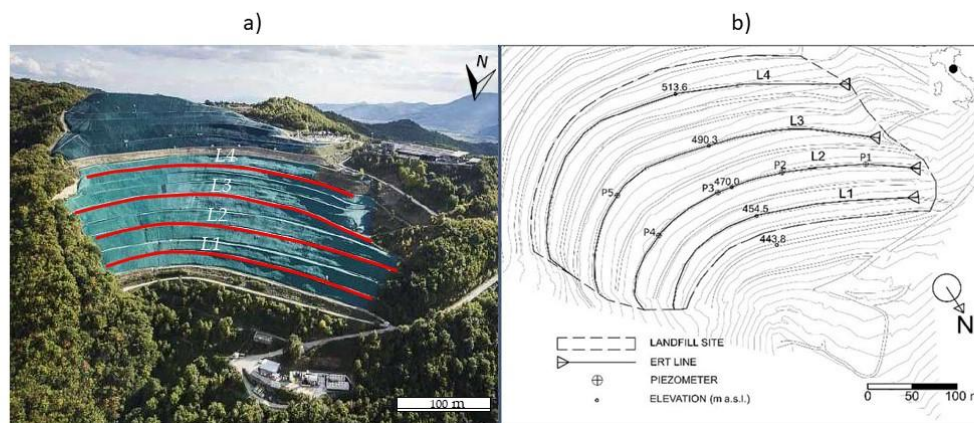 a)
b)
N
L4
L3
L2
L1
100 m
L4
513.6
L3
490.3
L2
P1
P2
P5
P3
470.0
L1
454.5
P4
443.8
N
LANDFILL SITE
ERT LINE
PIEZOMETER
ELEVATION (m a.s.l.)
0 50 100 m